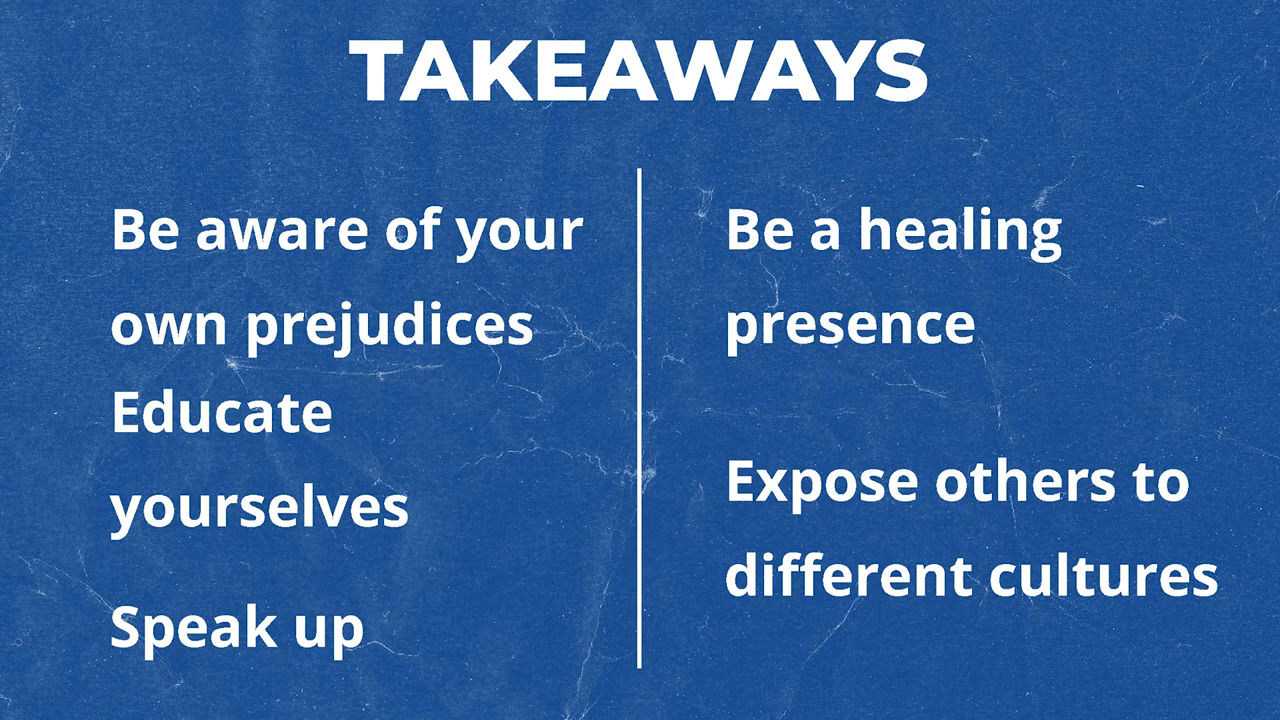 TAKEAWAYS
Be aware of your
own prejudices
Educate
yourselves
Speak up
Be a healing
presence
Expose others to
different cultures